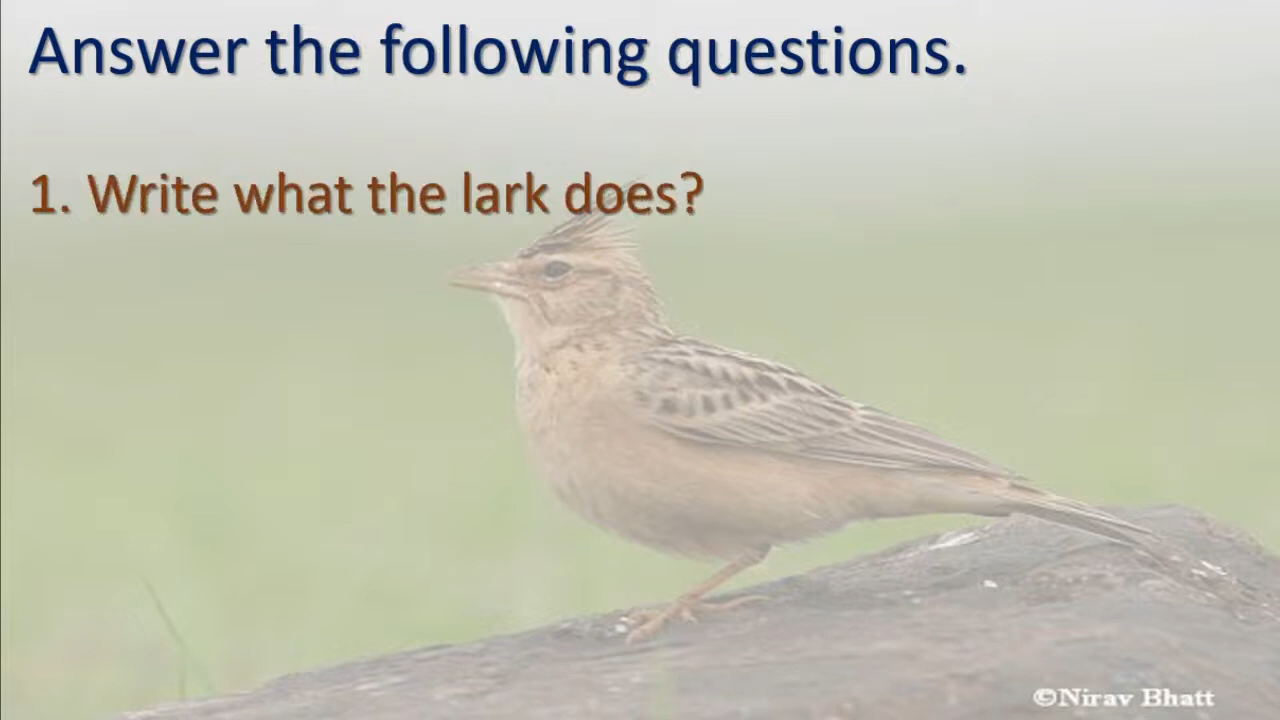 Answer the following questions.
1. Write what the lark does?
©Nirav Bhatt